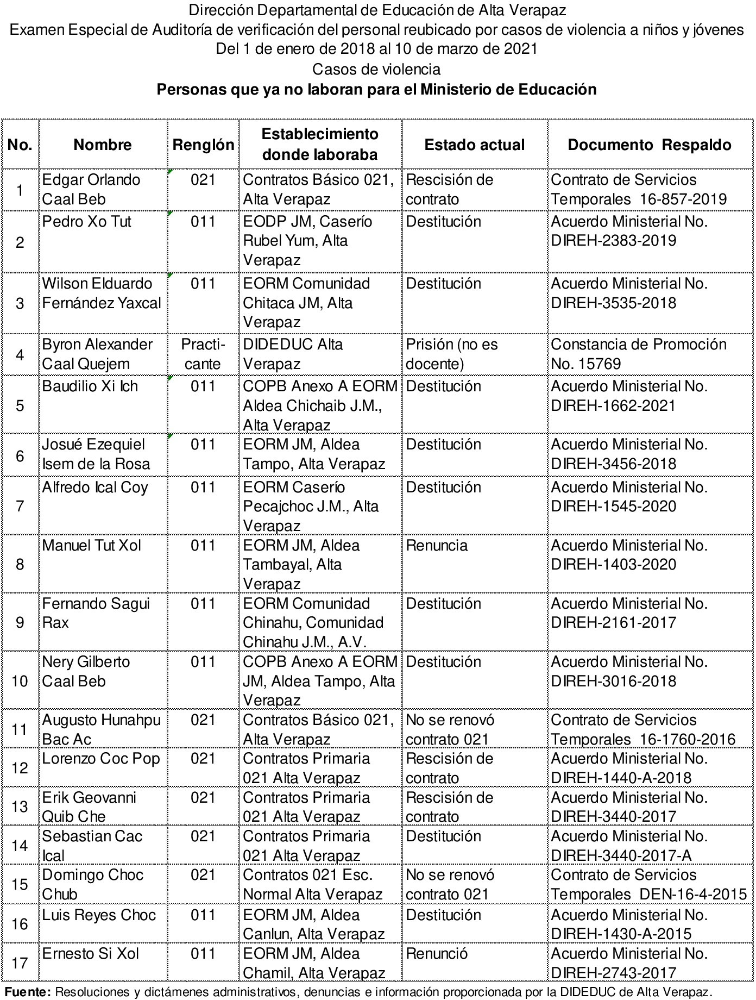 Dirección Departamental de Educación de Alta Verapaz
Examen Especial de Auditoría de verificación del personal reubicado por casos de violencia a niños y jóvenes
Del 1 de enero de 2018 al 10 de marzo de 2021
Casos de violencia
Personas que ya no laboran para el Ministerio de Educación
No. Nombre Renglón Establecimiento donde laboraba Estado actual Documento Respaldo
1 Edgar Orlando Caal Beb 021 Contratos Básico 021, Alta Verapaz Rescisión de contrato Contrato de Servicios Temporales 16-857-2019
2 Pedro Xo Tut 011 EODP JM, Caserío Rubel Yum, Alta Verapaz Destitución Acuerdo Ministerial No. DIREH-2383-2019
3 Wilson Elduardo Fernández Yaxcal 011 EORM Comunidad Chitaca JM, Alta Verapaz Destitución Acuerdo Ministerial No. DIREH-3535-2018
4 Byron Alexander Caal Quejem Practi-cante DIDEDUC Alta Verapaz Prisión (no es docente) Constancia de Promoción No. 15769
5 Baudilio Xi Ich 011 COPB Anexo A EORM Aldea Chichaib J.M., Alta Verapaz Destitución Acuerdo Ministerial No. DIREH-1662-2021
6 Josué Ezequiel Isem de la Rosa 011 EORM JM, Aldea Tampo, Alta Verapaz Destitución Acuerdo Ministerial No. DIREH-3456-2018
7 Alfredo Ical Coy 011 EORM Caserío Pecajchoc J.M., Alta Verapaz Destitución Acuerdo Ministerial No. DIREH-1545-2020
8 Manuel Tut Xol 011 EORM JM, Aldea Tambayal, Alta Verapaz Renuncia Acuerdo Ministerial No. DIREH-1403-2020
9 Fernando Sagui Rax 011 EORM Comunidad Chinahu, Comunidad Chinahu J.M., A.V. Destitución Acuerdo Ministerial No. DIREH-2161-2017
10 Nery Gilberto Caal Beb 011 COPB Anexo A EORM JM, Aldea Tampo, Alta Verapaz Destitución Acuerdo Ministerial No. DIREH-3016-2018
11 Augusto Hunahpu Bac Ac 021 Contratos Básico 021, Alta Verapaz No se renovó contrato 021 Contrato de Servicios Temporales 16-1760-2016
12 Lorenzo Coc Pop 021 Contratos Primaria 021 Alta Verapaz Rescisión de contrato Acuerdo Ministerial No. DIREH-1440-A-2018
13 Erik Geovanni Quib Che 021 Contratos Primaria 021 Alta Verapaz Rescisión de contrato Acuerdo Ministerial No. DIREH-3440-2017
14 Sebastian Cac Ical 021 Contratos Primaria 021 Alta Verapaz Destitución Acuerdo Ministerial No. DIREH-3440-2017-A
15 Domingo Choc Chub 021 Contratos 021 Esc. Normal Alta Verapaz No se renovó contrato 021 Contrato de Servicios Temporales DEN-16-4-2015
16 Luis Reyes Choc 011 EORM JM, Aldea Canlun, Alta Verapaz Destitución Acuerdo Ministerial No. DIREH-1430-A-2015
17 Ernesto Si Xol 011 EORM JM, Aldea Chamil, Alta Verapaz Renunció Acuerdo Ministerial No. DIREH-2743-2017
Fuente: Resoluciones y dictámenes administrativos, denuncias e información proporcionada por la DIDEDUC de Alta Verapaz.